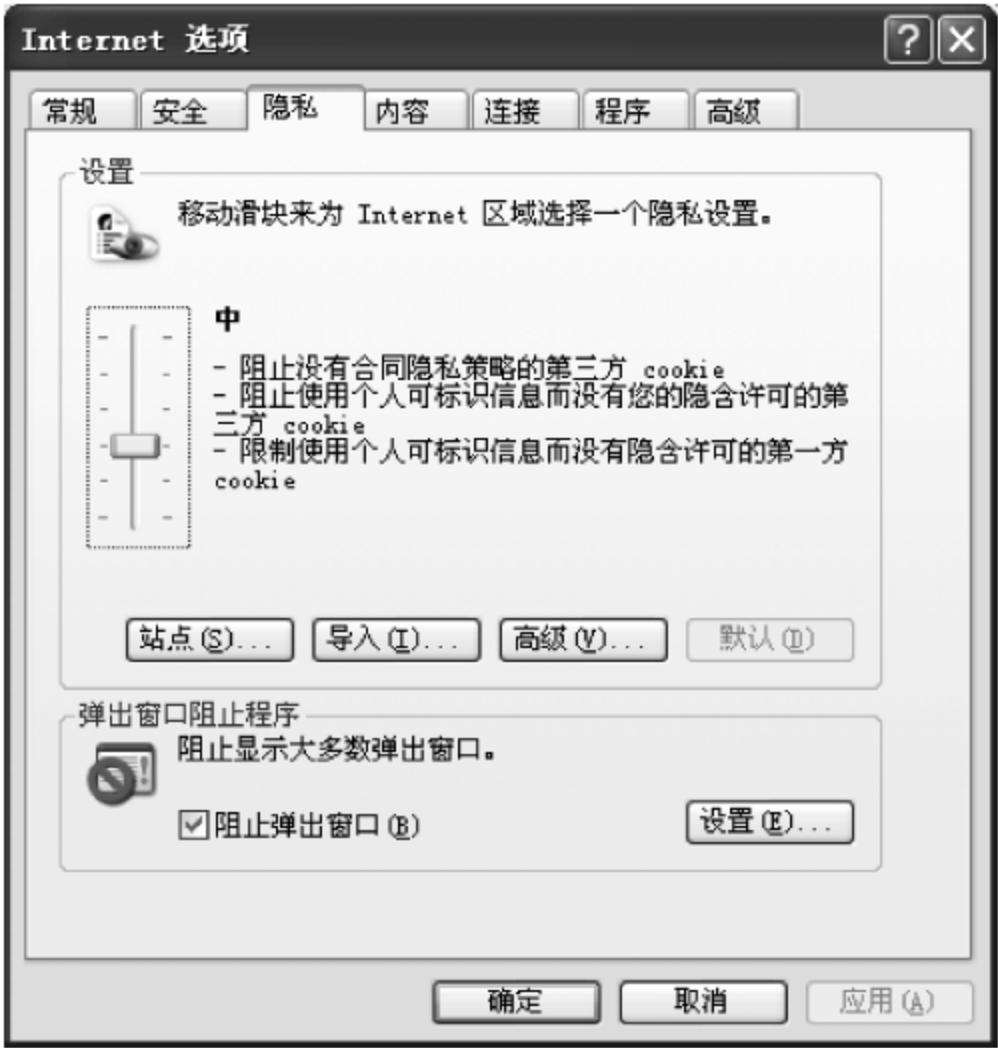 Internet 选项
常规 安全 隐私 内容 连接 程序 高级
设置
移动滑块来为 Internet 区域选择一个隐私设置。
中
- 阻止没有合同隐私策略的第三方 cookie
- 阻止使用个人可标识信息而没有您的隐含许可的第
三方 cookie
- 限制使用个人可标识信息而没有隐含许可的第一方
cookie
站点(S)... 导入(I)... 高级(V)... 默认(D)
弹出窗口阻止程序
阻止显示大多数弹出窗口。
阻止弹出窗口(B) 设置(E)...
确定 取消 应用(A)